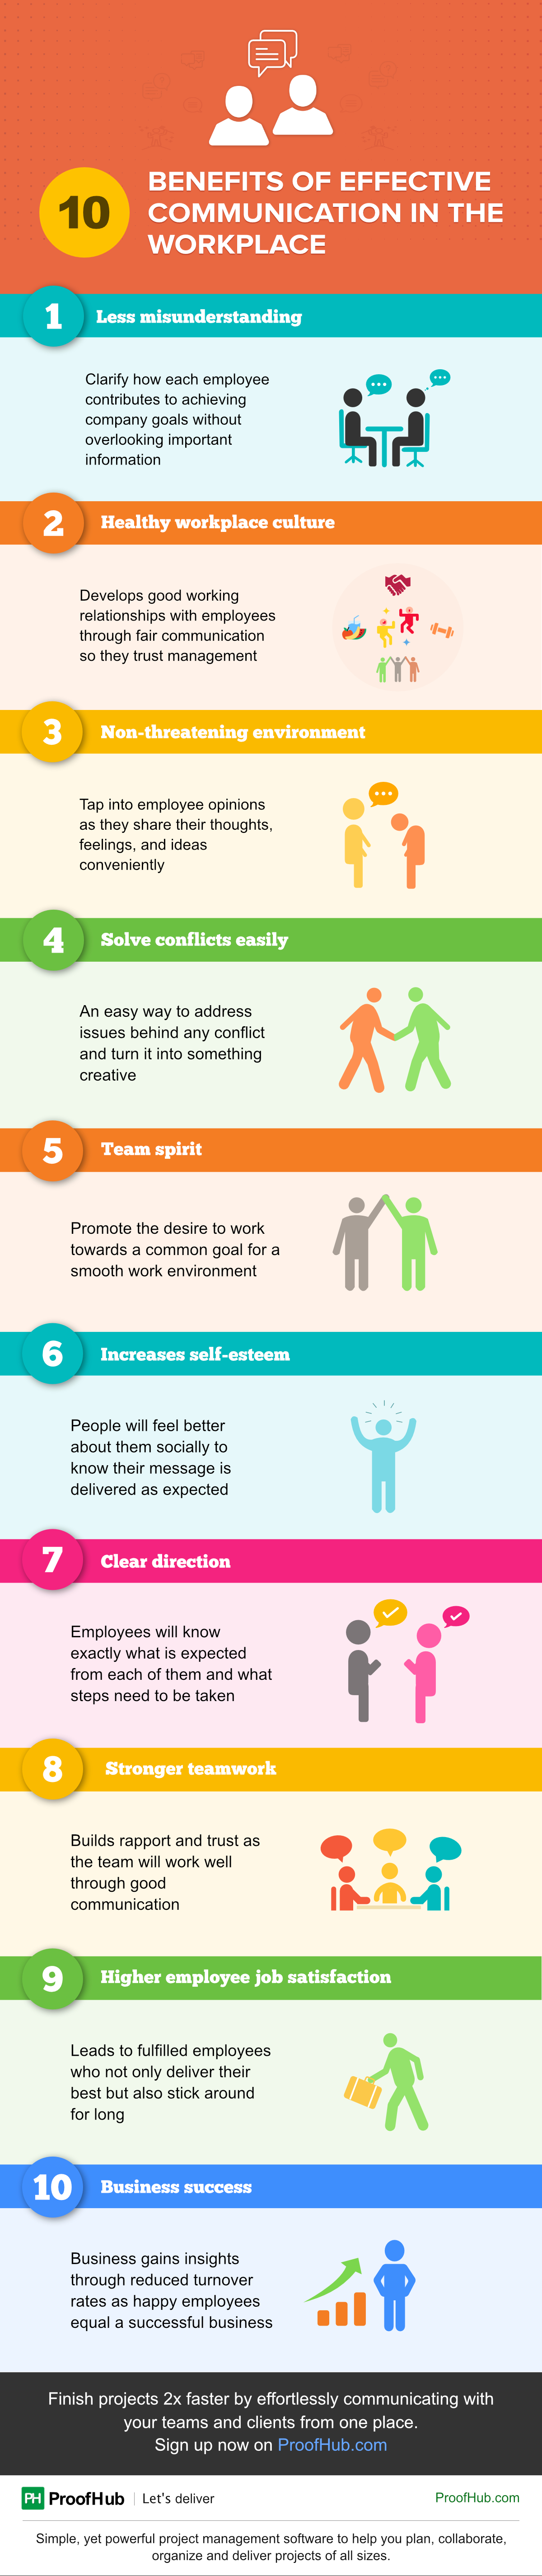 10
BENEFITS OF EFFECTIVE
COMMUNICATION IN THE
WORKPLACE
1
Less misunderstanding
Clarify how each employee
contributes to achieving
company goals without
overlooking important
information
2
Healthy workplace culture
Develops good working
relationships with employees
through fair communication
so they trust management
3
Non-threatening environment
Tap into employee opinions
as they share their thoughts,
feelings, and ideas
conveniently
4
Solve conflicts easily
An easy way to address
issues behind any conflict
and turn it into something
creative
5
Team spirit
Promote the desire to work
towards a common goal for a
smooth work environment
6
Increases self-esteem
People will feel better
about them socially to
know their message is
delivered as expected
7
Clear direction
Employees will know
exactly what is expected
from each of them and what
steps need to be taken
8
Stronger teamwork
Builds rapport and trust as
the team will work well
through good
communication
9
Higher employee job satisfaction
Leads to fulfilled employees
who not only deliver their
best but also stick around
for long
10
Business success
Business gains insights
through reduced turnover
rates as happy employees
equal a successful business
Finish projects 2x faster by effortlessly communicating with
your teams and clients from one place.
Sign up now on ProofHub.com
PH ProofHub | Let's deliver
ProofHub.com
Simple, yet powerful project management software to help you plan, collaborate,
organize and deliver projects of all sizes.